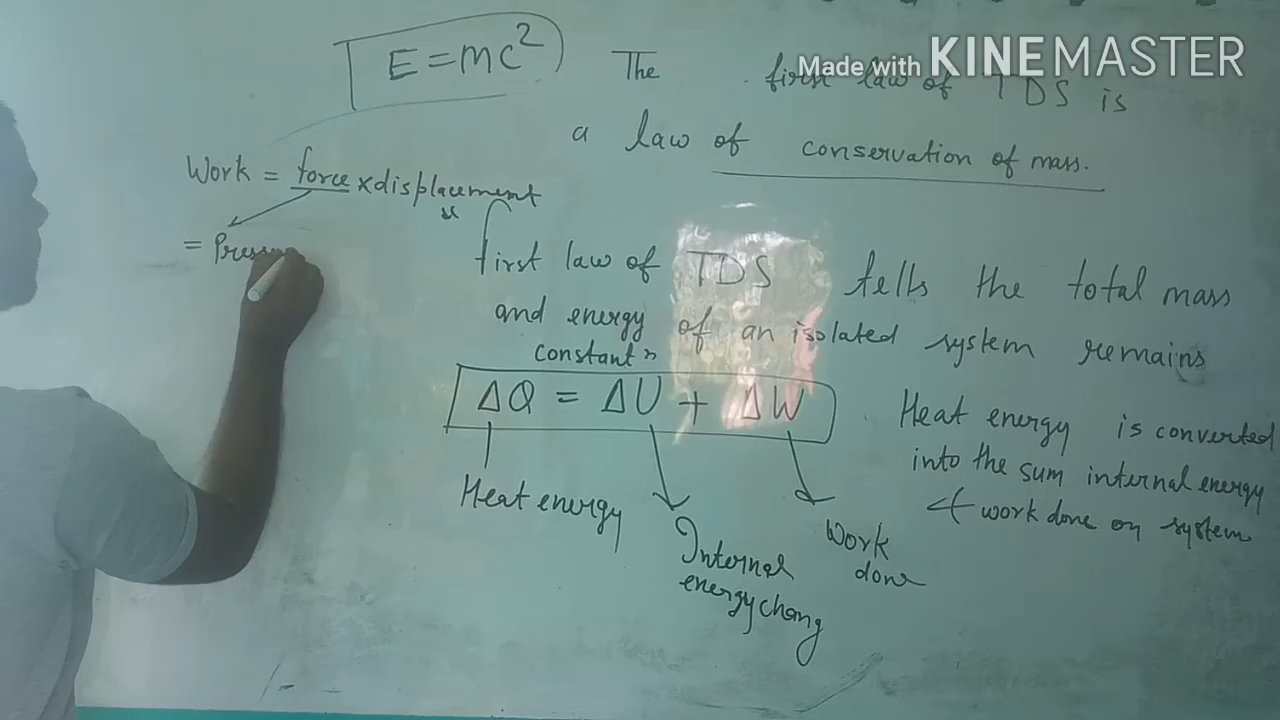 Made with KINEMASTER
E = mc²
The first law of TDS is
a law of conservation of mass.
Work = force x displacement
= Pressu
first law of TDS tells the total mass
and energy of an isolated system remains
constant"
ΔQ = ΔU + ΔW
Heat energy
Internal
energy chang
Work
done
Heat energy is converted
into the sum internal energy
& work done on system